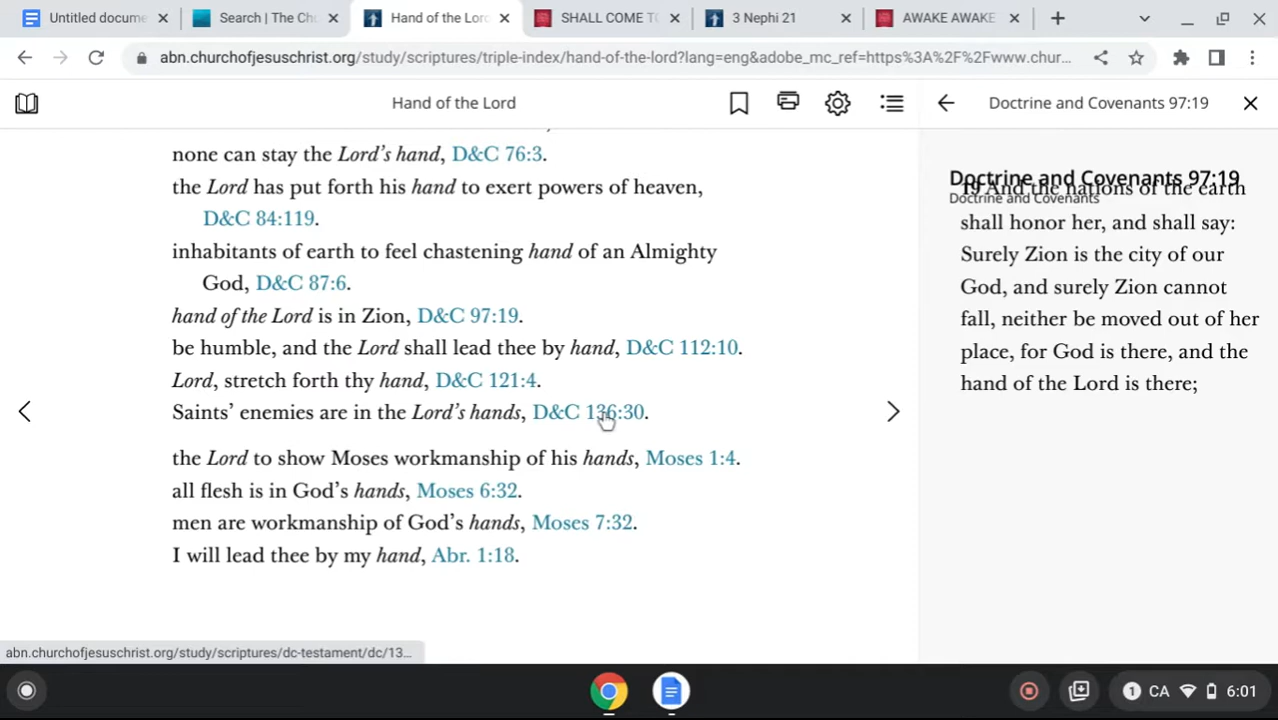 Untitled docume
Search | The Ch
Hand of the Lor
SHALL COME T
3 Nephi 21
AWAKE AWAKE
abn.churchofjesuschrist.org/study/scriptures/triple-index/hand-of-the-lord?lang=eng&adobe_mc_ref=https%3A%2F%2Fwww.chur...
Hand of the Lord
Doctrine and Covenants 97:19
none can stay the Lord's hand, D&C 76:3.
the Lord has put forth his hand to exert powers of heaven,
D&C 84:119.
inhabitants of earth to feel chastening hand of an Almighty
God, D&C 87:6.
hand of the Lord is in Zion, D&C 97:19.
be humble, and the Lord shall lead thee by hand, D&C 112:10.
Lord, stretch forth thy hand, D&C 121:4.
Saints' enemies are in the Lord's hands, D&C 136:30.
the Lord to show Moses workmanship of his hands, Moses 1:4.
all flesh is in God's hands, Moses 6:32.
men are workmanship of God's hands, Moses 7:32.
I will lead thee by my hand, Abr. 1:18.
Doctrine and Covenants 97:19
Doctrine and Covenants
19 And the nations of the earth
shall honor her, and shall say:
Surely Zion is the city of our
God, and surely Zion cannot
fall, neither be moved out of her
place, for God is there, and the
hand of the Lord is there;
abn.churchofjesuschrist.org/study/scriptures/dc-testament/dc/13...
1 CA 6:01